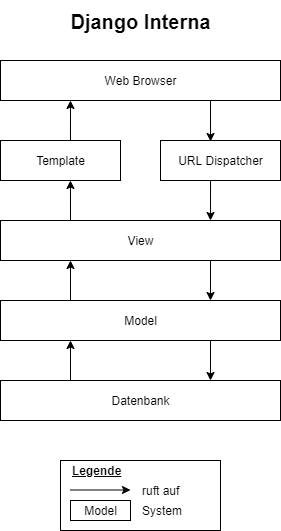 Django Interna
Web Browser
Template
URL Dispatcher
View
Model
Datenbank
Legende
ruft auf
Model
System